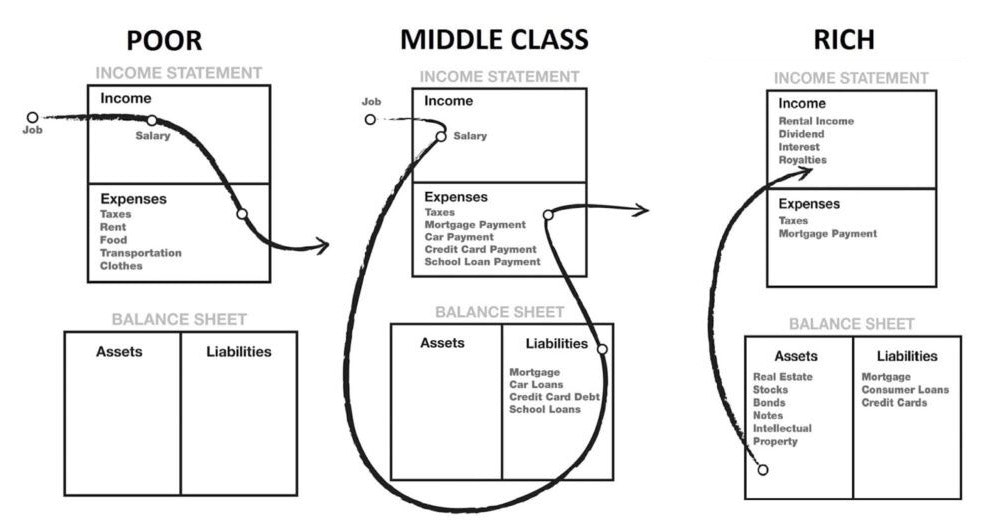 POOR
INCOME STATEMENT
Income
Job
Salary
Expenses
Taxes
Rent
Food
Transportation
Clothes
BALANCE SHEET
Assets
Liabilities
MIDDLE CLASS
INCOME STATEMENT
Job
Income
Salary
Expenses
Taxes
Mortgage Payment
Car Payment
Credit Card Payment
School Loan Payment
BALANCE SHEET
Assets
Liabilities
Mortgage
Car Loans
Credit Card Debt
School Loans
RICH
INCOME STATEMENT
Income
Rental Income
Dividend
Interest
Royalties
Expenses
Taxes
Mortgage Payment
BALANCE SHEET
Assets
Real Estate
Stocks
Bonds
Notes
Intellectual
Property
Liabilities
Mortgage
Consumer Loans
Credit Cards